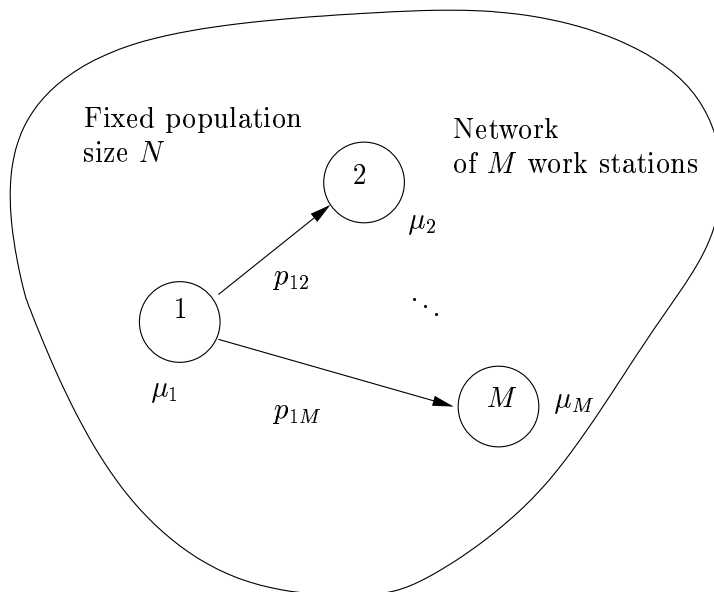 Fixed population
size N
Network
of M work stations
2
μ2
p12
1
μ1
p1M
M
μM